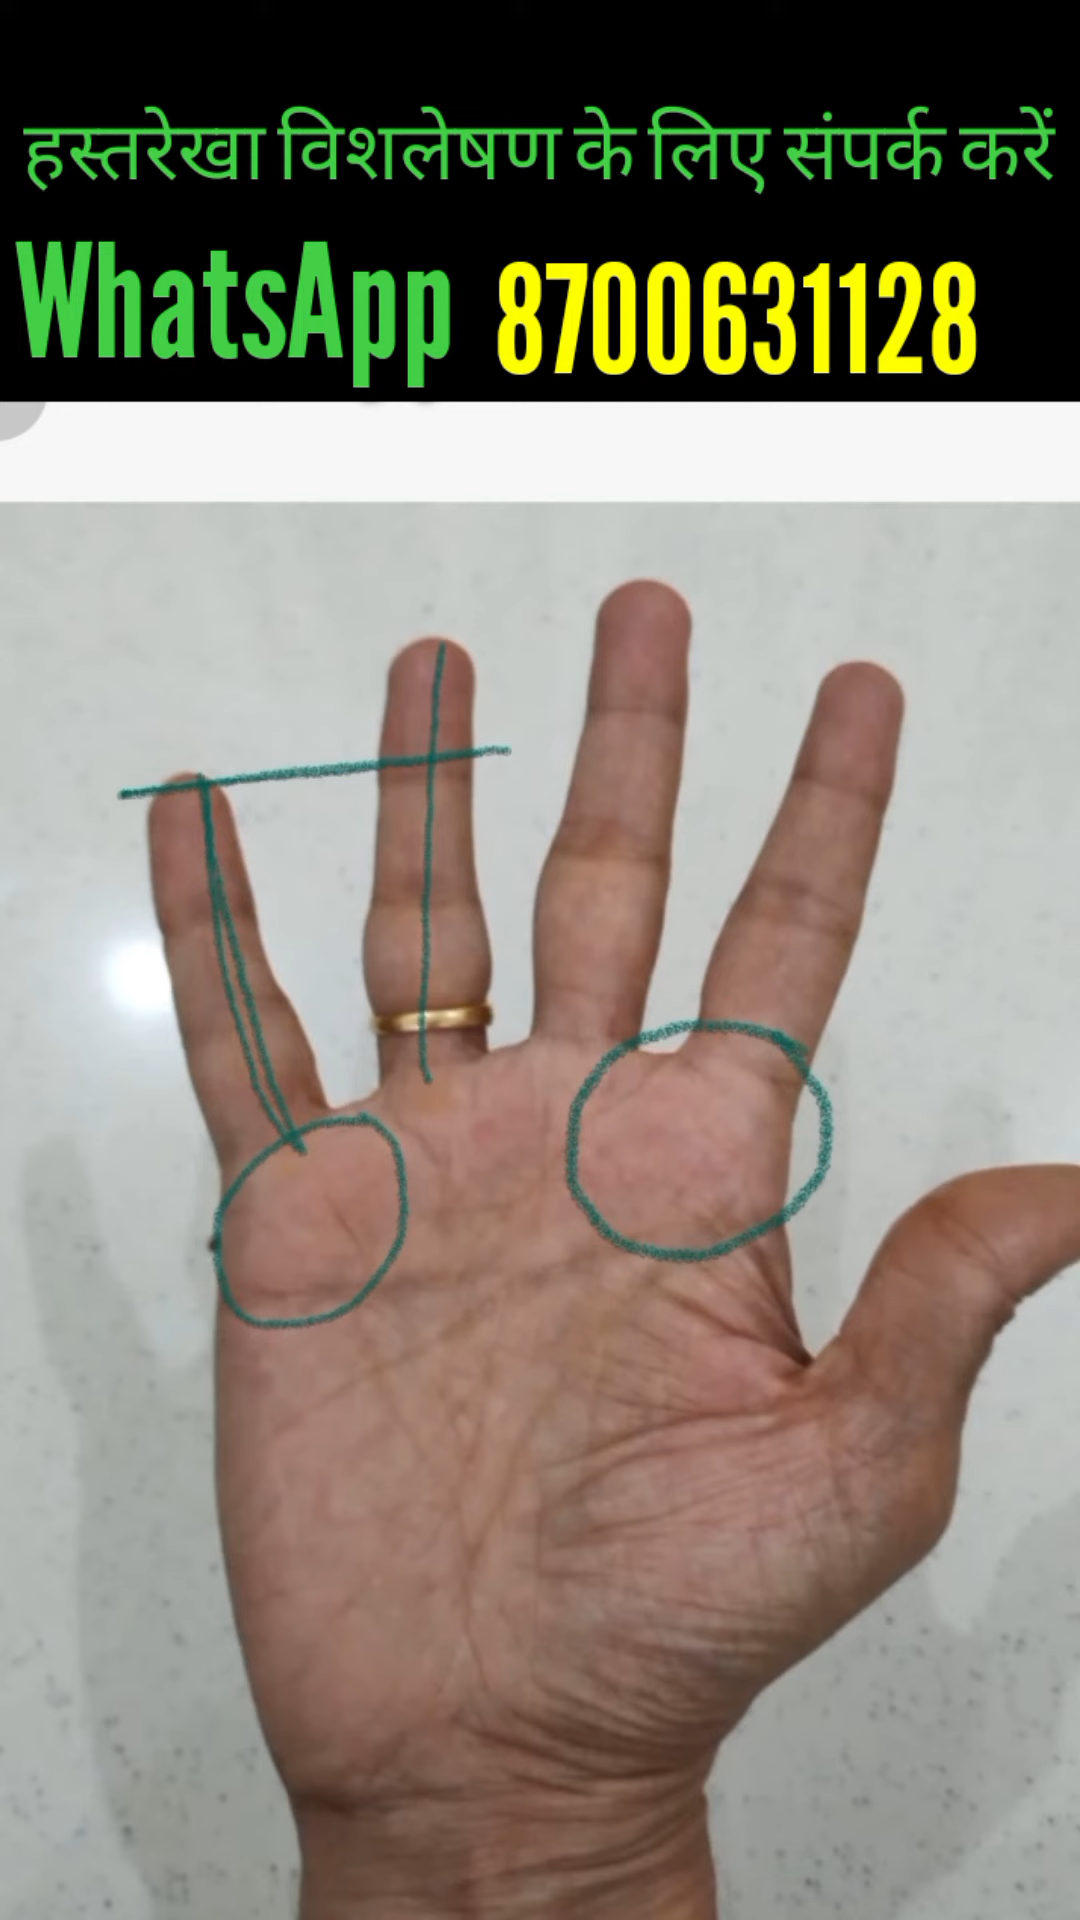 हस्तरेखा विशलेषण के लिए संपर्क करें
WhatsApp 8700631128